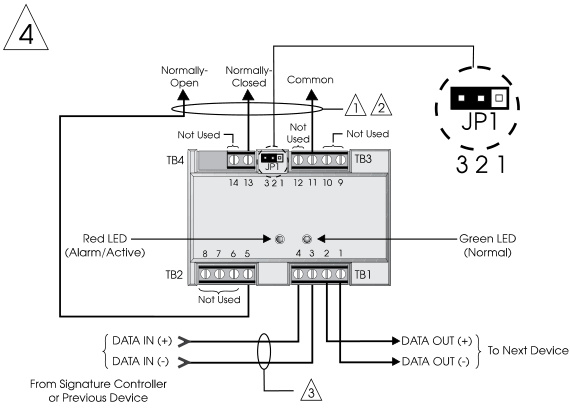 4
Normally-
Open
Normally-
Closed
Common
1 2
JP1
3 2 1
Not Used
Not
Used
Not Used
TB4
JP1
TB3
14 13 3 2 1 12 11 10 9
Red LED
(Alarm/Active)
Green LED
(Normal)
8 7 6 5 4 3 2 1
TB2
TB1
Not Used
DATA IN (+)
DATA IN (-)
DATA OUT (+)
DATA OUT (-)
To Next Device
From Signature Controller
or Previous Device
3